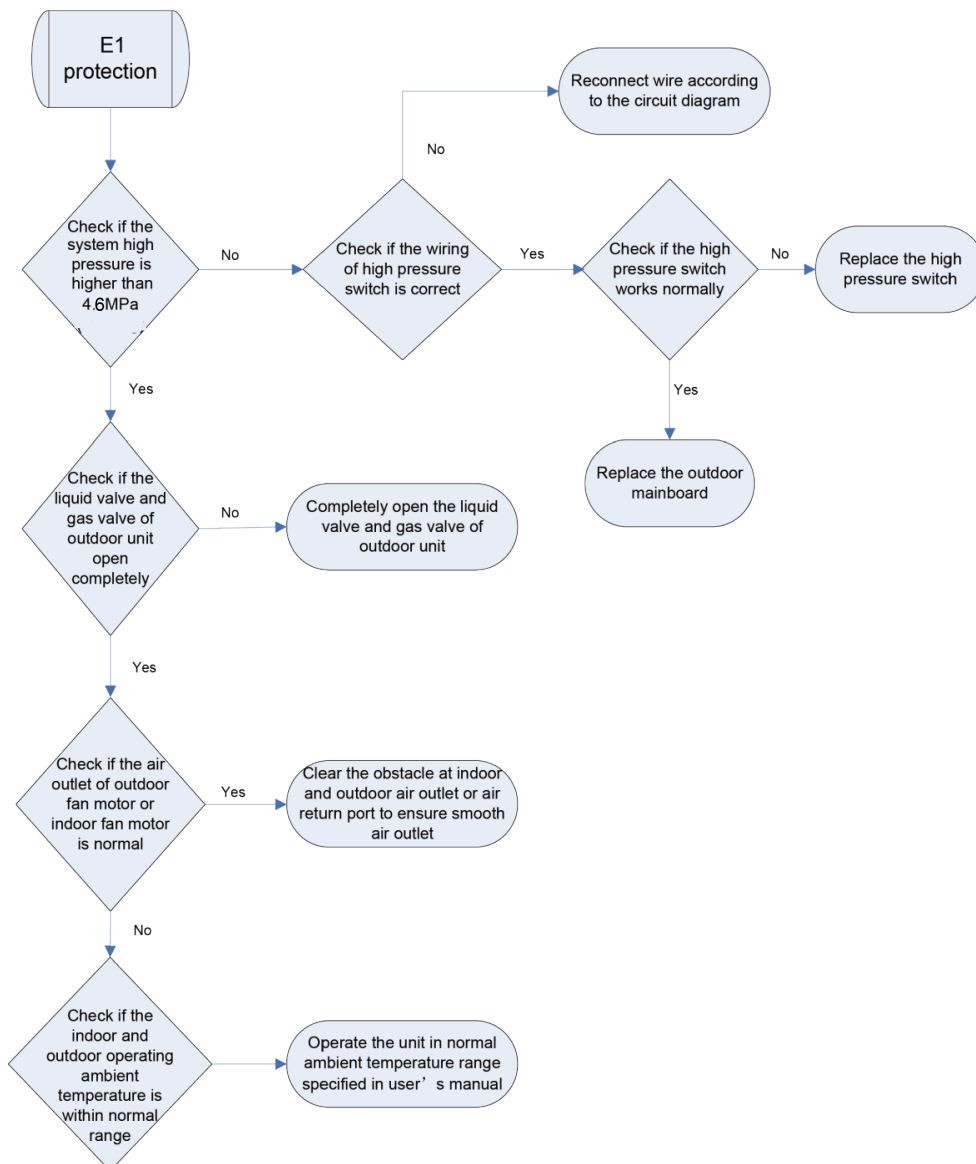 E1
protection
Reconnect wire according
to the circuit diagram
No
Check if the
system high
pressure is
higher than
4.6MPa
No
Check if the wiring
of high pressure
switch is correct
Yes
Check if the high
pressure switch
works normally
No
Replace the high
pressure switch
Yes
Yes
Replace the outdoor
mainboard
Check if the
liquid valve and
gas valve of
outdoor unit
open
completely
No
Completely open the liquid
valve and gas valve of
outdoor unit
Yes
Check if the air
outlet of outdoor
fan motor or
indoor fan motor
is normal
Yes
Clear the obstacle at indoor
and outdoor air outlet or air
return port to ensure smooth
air outlet
No
Check if the
indoor and
outdoor operating
ambient
temperature is
within normal
range
Operate the unit in normal
ambient temperature range
specified in user’s manual